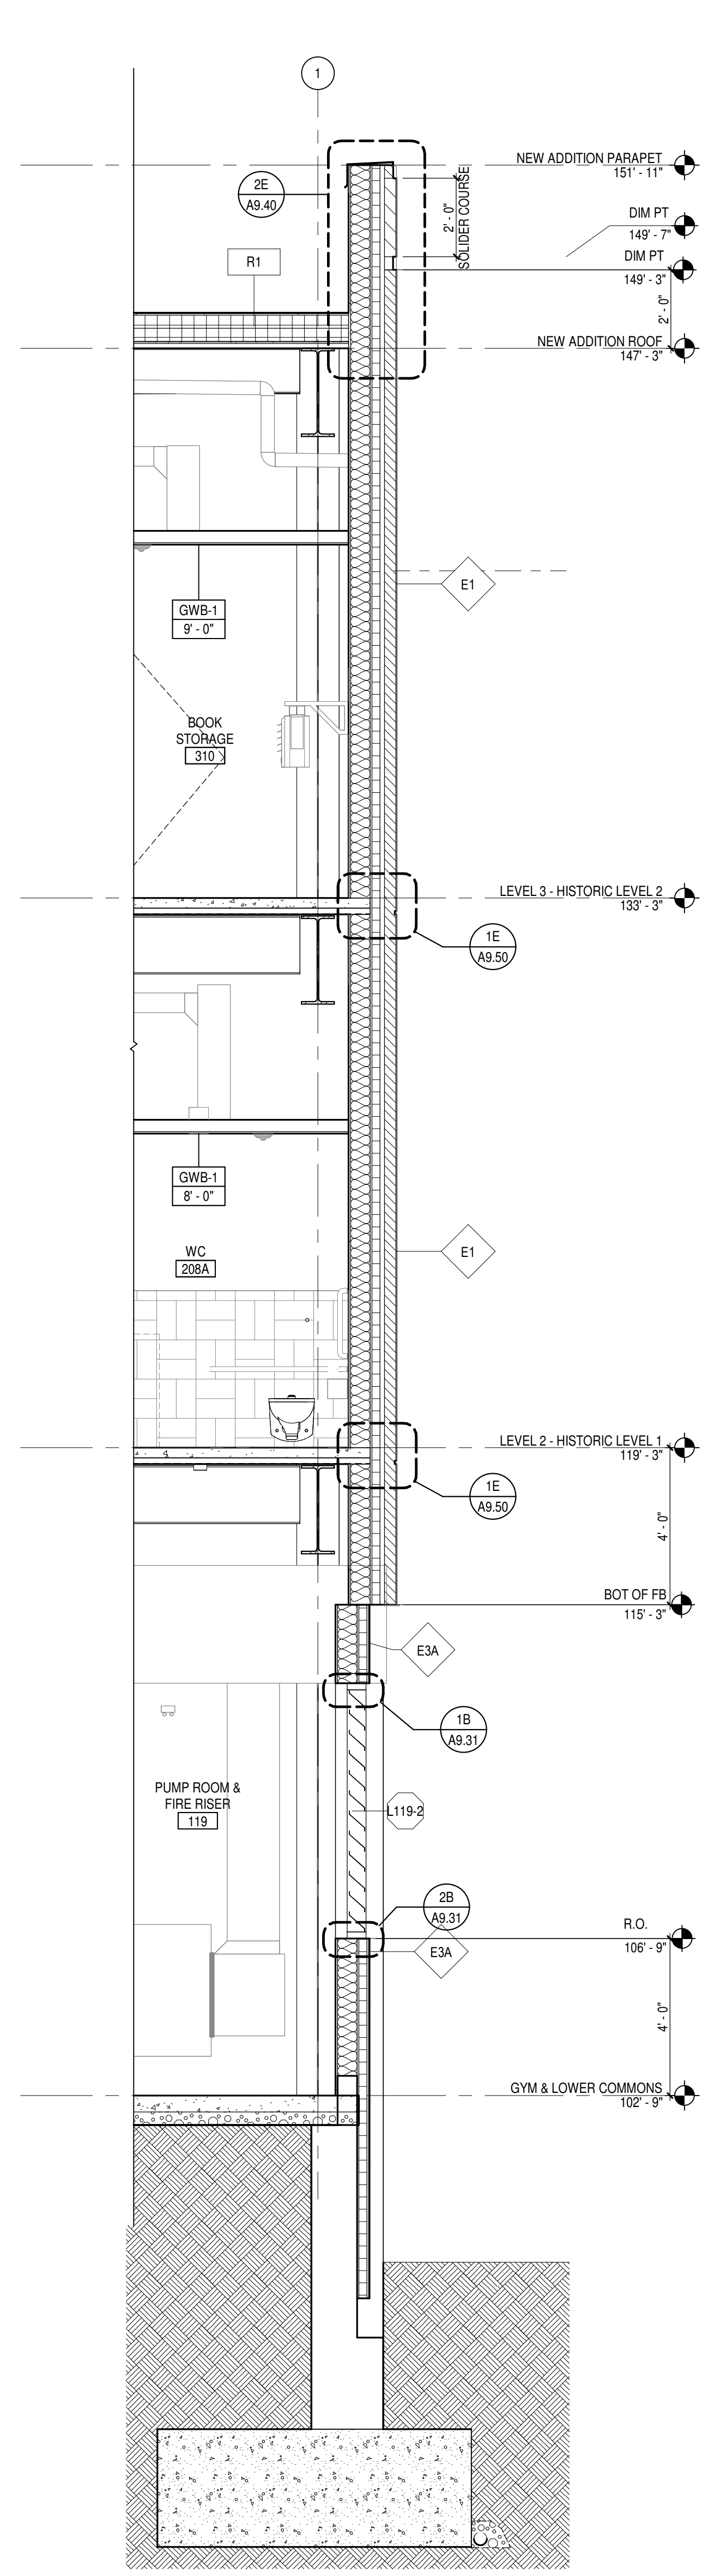 1
NEW ADDITION PARAPET
151' - 11"
2E
A9.40
2' - 0"
SOLIDER COURSE
DIM PT
149' - 7"
R1
DIM PT
149' - 3"
2' - 0"
NEW ADDITION ROOF
147' - 3"
E1
GWB-1
9' - 0"
BOOK
STORAGE
310
LEVEL 3 - HISTORIC LEVEL 2
133' - 3"
1E
A9.50
GWB-1
8' - 0"
WC
208A
E1
LEVEL 2 - HISTORIC LEVEL 1
119' - 3"
1E
A9.50
4' - 0"
BOT OF FB
115' - 3"
E3A
1B
A9.31
PUMP ROOM &
FIRE RISER
119
L119-2
2B
A9.31
R.O.
106' - 9"
E3A
4' - 0"
GYM & LOWER COMMONS
102' - 9"